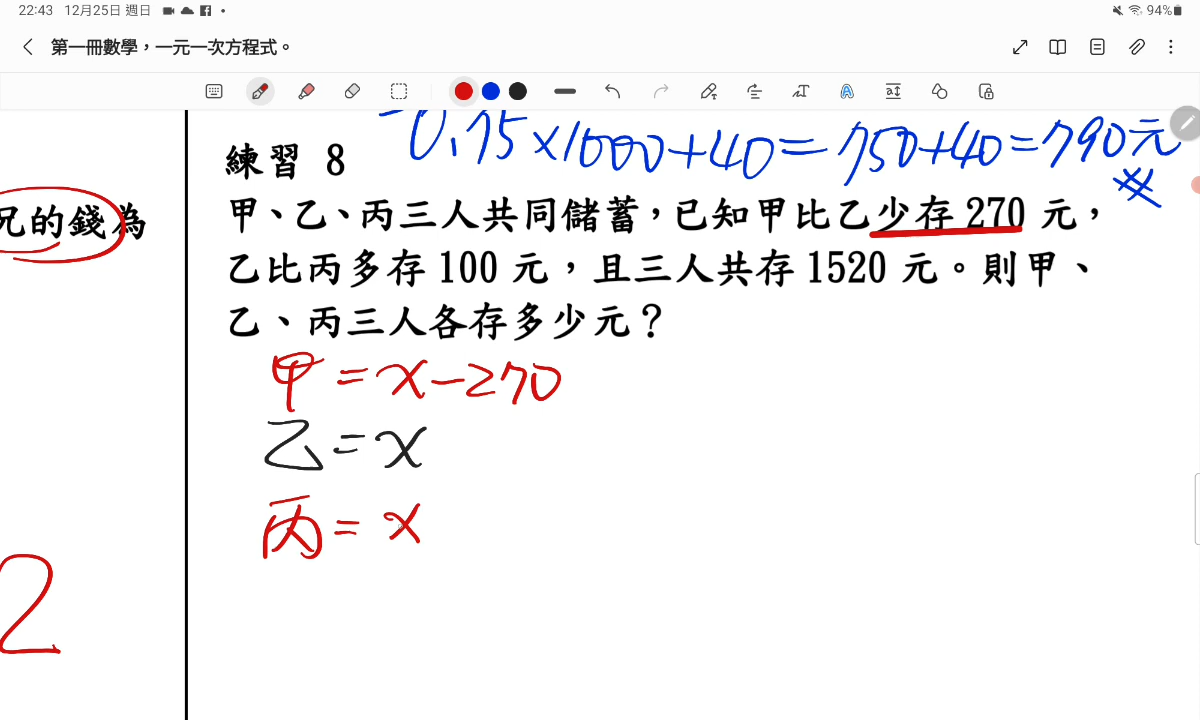 22:43 12月25日 週日 94%
第一冊數學，一元一次方程式。
=0.75×1000+40=750+40=790元
練習 8
兄的錢為
甲、乙、丙三人共同儲蓄，已知甲比乙少存 270 元，
乙比丙多存 100 元，且三人共存 1520 元。則甲、
乙、丙三人各存多少元？
甲=x-270
乙=x
丙=x
2